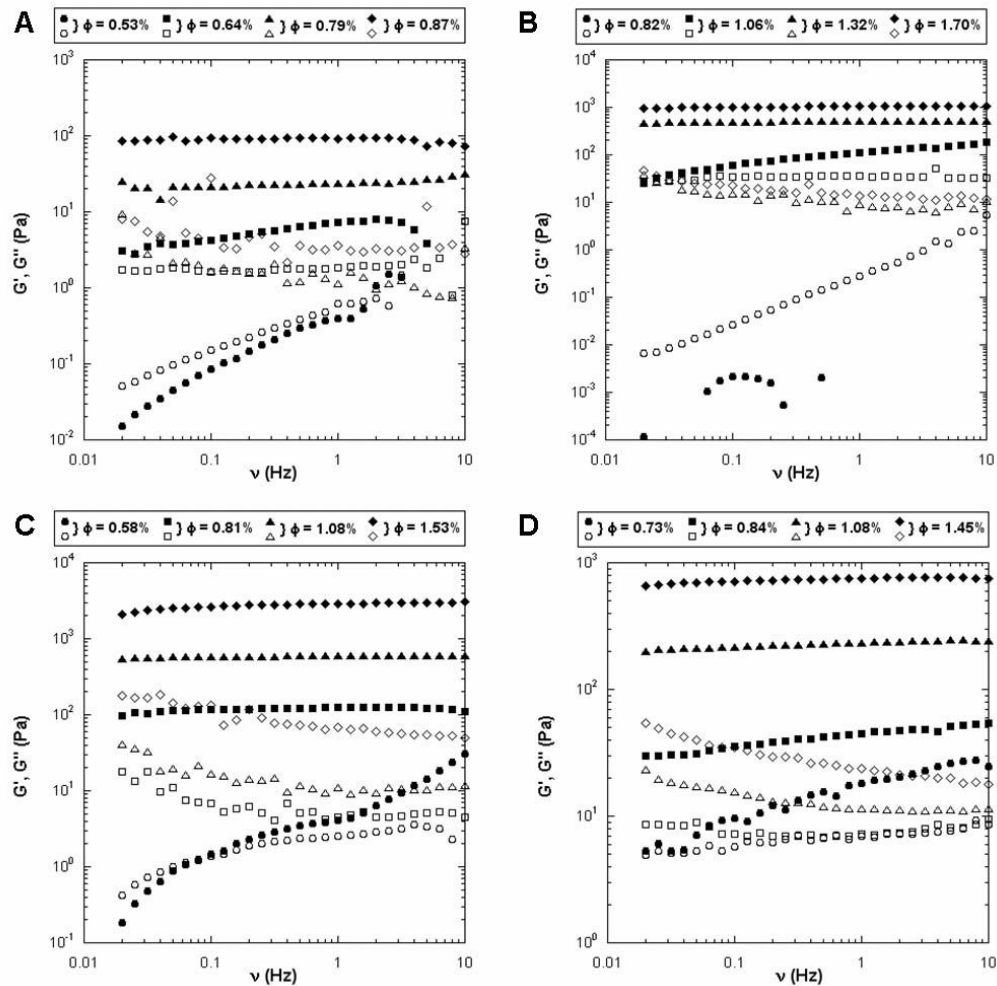 A
} ϕ = 0.53% } ϕ = 0.64% } ϕ = 0.79% } ϕ = 0.87%
10³
10²
10¹
10⁰
10⁻¹
10⁻²
G', G'' (Pa)
0.01 0.1 1 10
ν (Hz)
B
} ϕ = 0.82% } ϕ = 1.06% } ϕ = 1.32% } ϕ = 1.70%
10⁴
10³
10²
10¹
10⁰
10⁻¹
10⁻²
10⁻³
10⁻⁴
G', G'' (Pa)
0.01 0.1 1 10
ν (Hz)
C
} ϕ = 0.58% } ϕ = 0.81% } ϕ = 1.08% } ϕ = 1.53%
10⁴
10³
10²
10¹
10⁰
10⁻¹
G', G'' (Pa)
0.01 0.1 1 10
ν (Hz)
D
} ϕ = 0.73% } ϕ = 0.84% } ϕ = 1.08% } ϕ = 1.45%
10³
10²
10¹
10⁰
G', G'' (Pa)
0.01 0.1 1 10
ν (Hz)